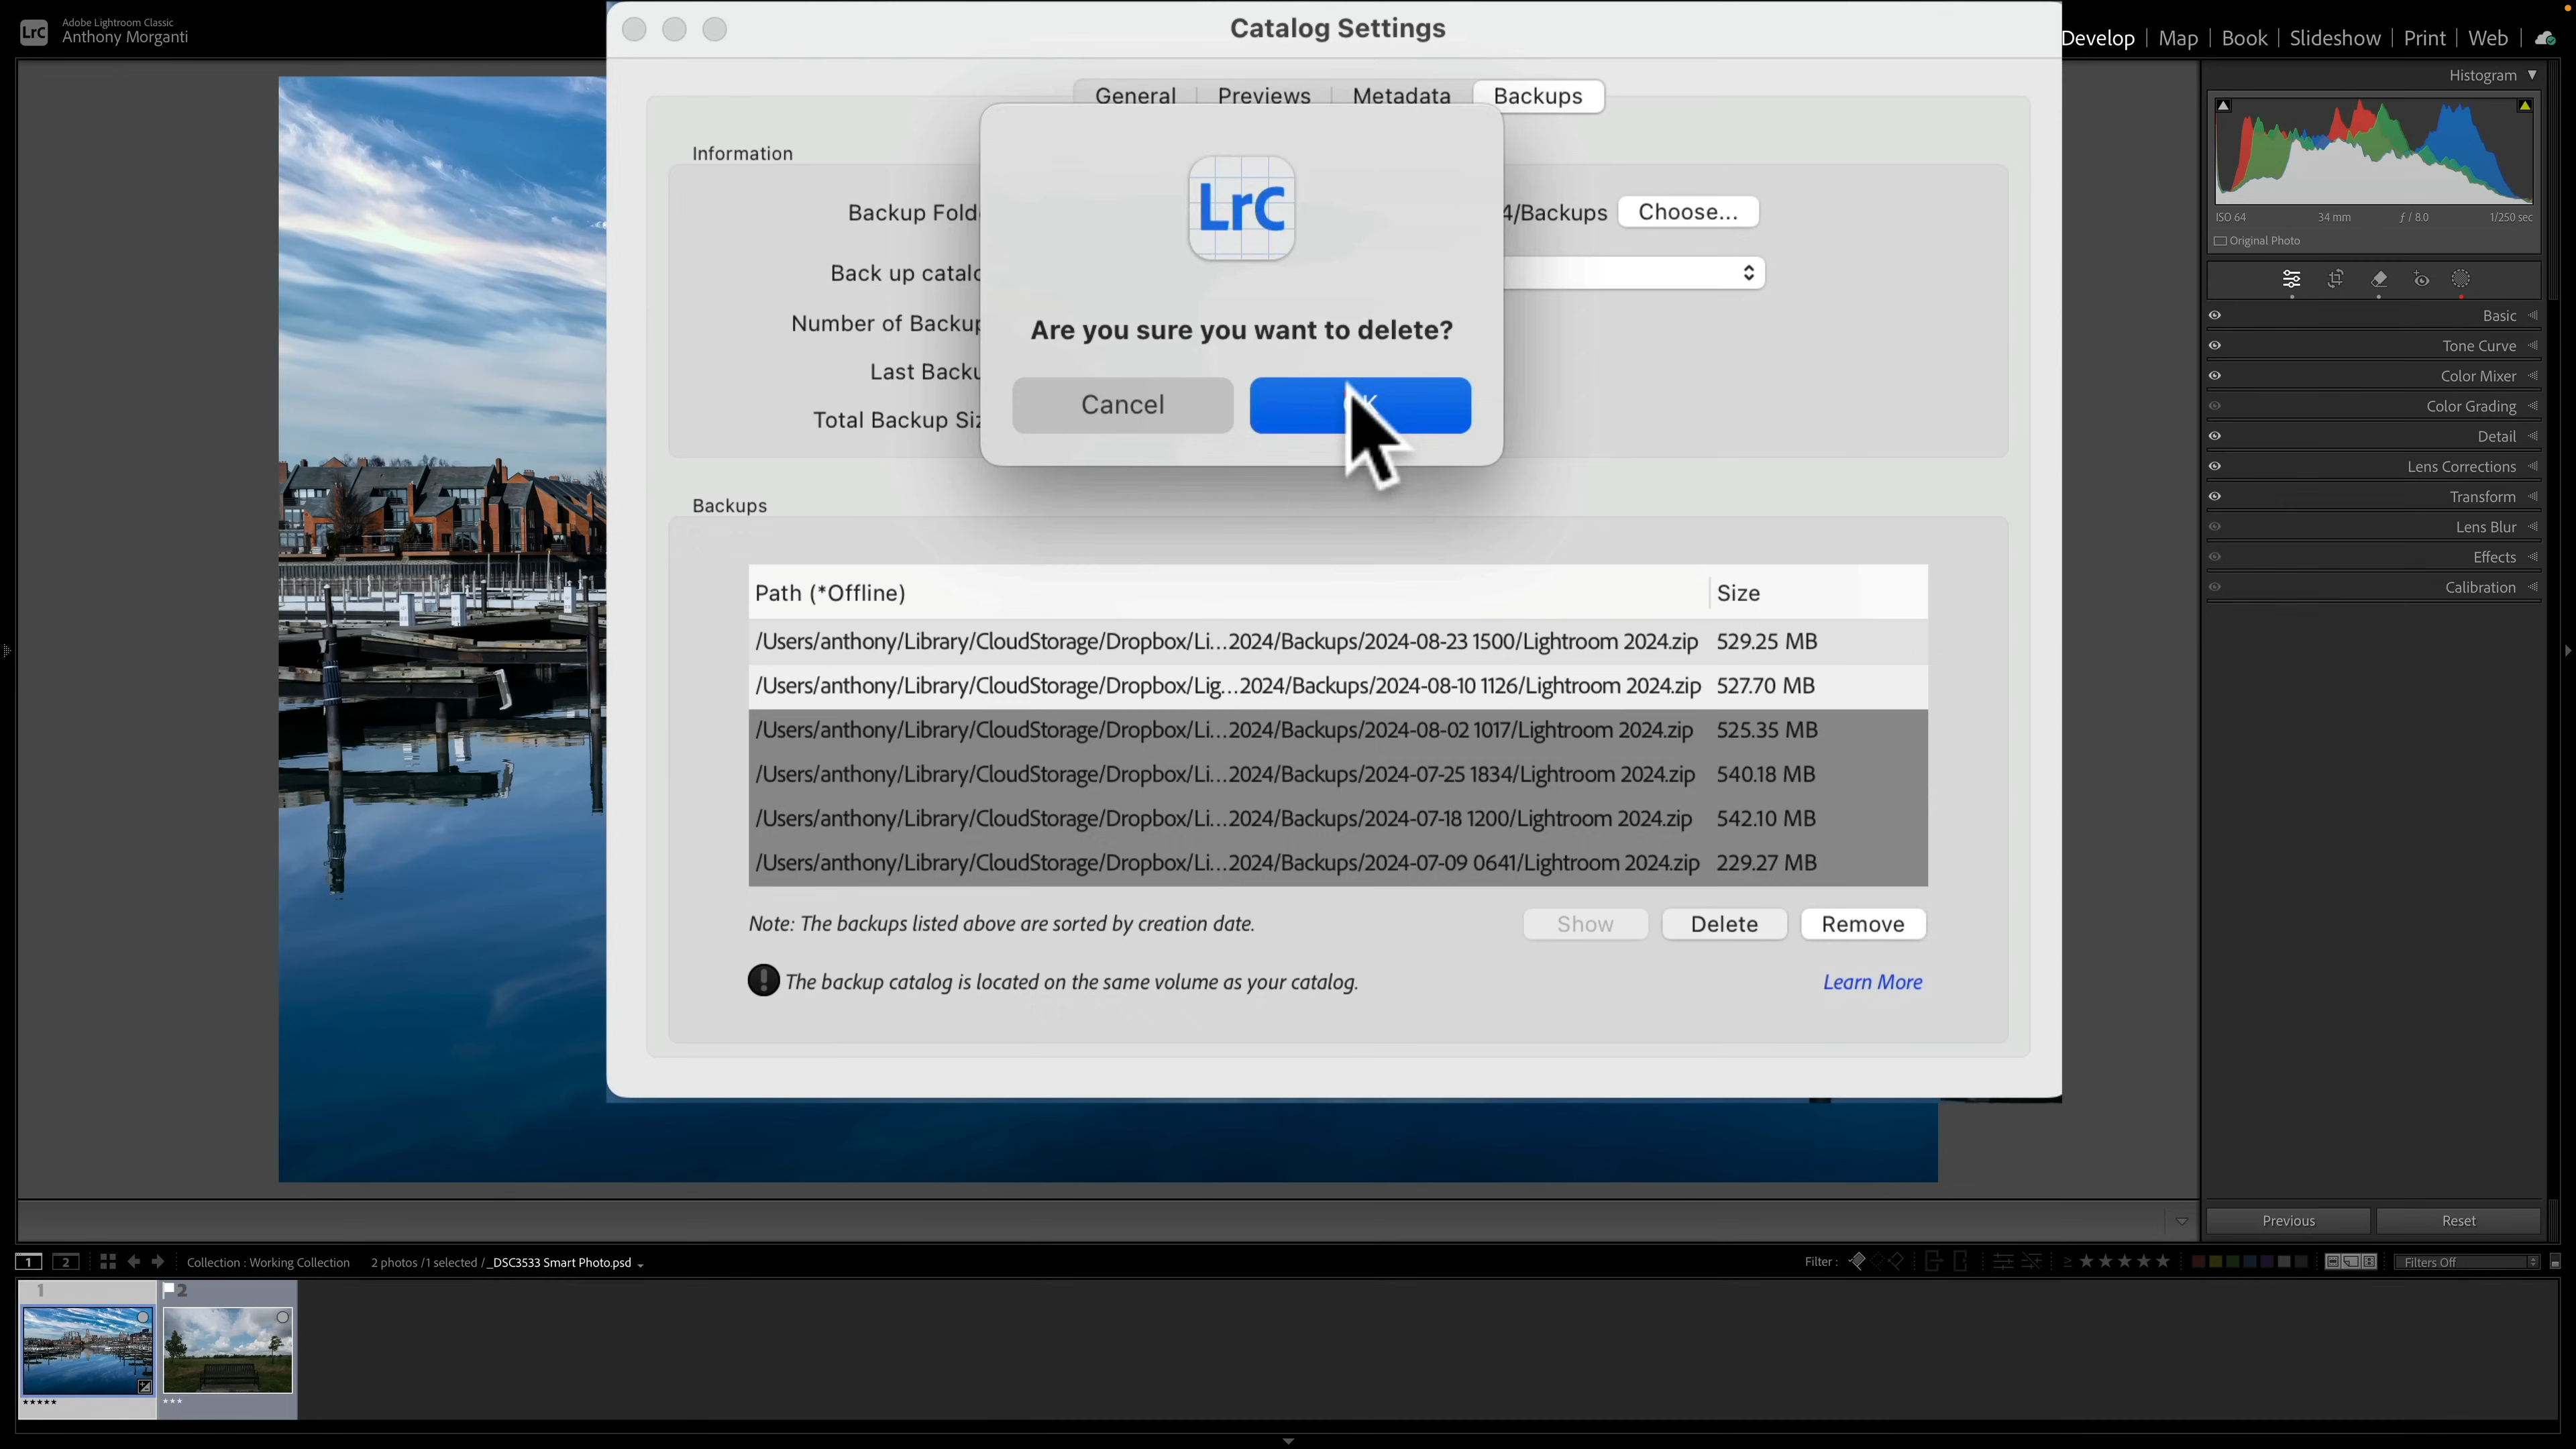 LrC Adobe Lightroom Classic
Anthony Morganti
Catalog Settings
Develop | Map | Book | Slideshow | Print | Web
General Previews Metadata Backups
Histogram
Information
LrC
Backup Fold 4/Backups Choose...
ISO 64 34 mm ƒ / 8.0 1/250 sec
Original Photo
Back up catalo
Number of Backup
Are you sure you want to delete?
Last Backu
Cancel
Total Backup Siz
Basic
Tone Curve
Color Mixer
Color Grading
Detail
Lens Corrections
Transform
Lens Blur
Effects
Calibration
Backups
Path (*Offline) Size
/Users/anthony/Library/CloudStorage/Dropbox/Li...2024/Backups/2024-08-23 1500/Lightroom 2024.zip 529.25 MB
/Users/anthony/Library/CloudStorage/Dropbox/Lig...2024/Backups/2024-08-10 1126/Lightroom 2024.zip 527.70 MB
/Users/anthony/Library/CloudStorage/Dropbox/Li...2024/Backups/2024-08-02 1017/Lightroom 2024.zip 525.35 MB
/Users/anthony/Library/CloudStorage/Dropbox/Li...2024/Backups/2024-07-25 1834/Lightroom 2024.zip 540.18 MB
/Users/anthony/Library/CloudStorage/Dropbox/Li...2024/Backups/2024-07-18 1200/Lightroom 2024.zip 542.10 MB
/Users/anthony/Library/CloudStorage/Dropbox/Li...2024/Backups/2024-07-09 0641/Lightroom 2024.zip 229.27 MB
Note: The backups listed above are sorted by creation date. Show Delete Remove
The backup catalog is located on the same volume as your catalog. Learn More
Previous Reset
1 2 Collection : Working Collection 2 photos /1 selected /_DSC3533 Smart Photo.psd Filter : ≥ ★★★★★ Filters Off
1 2
★★★★★ ★★★